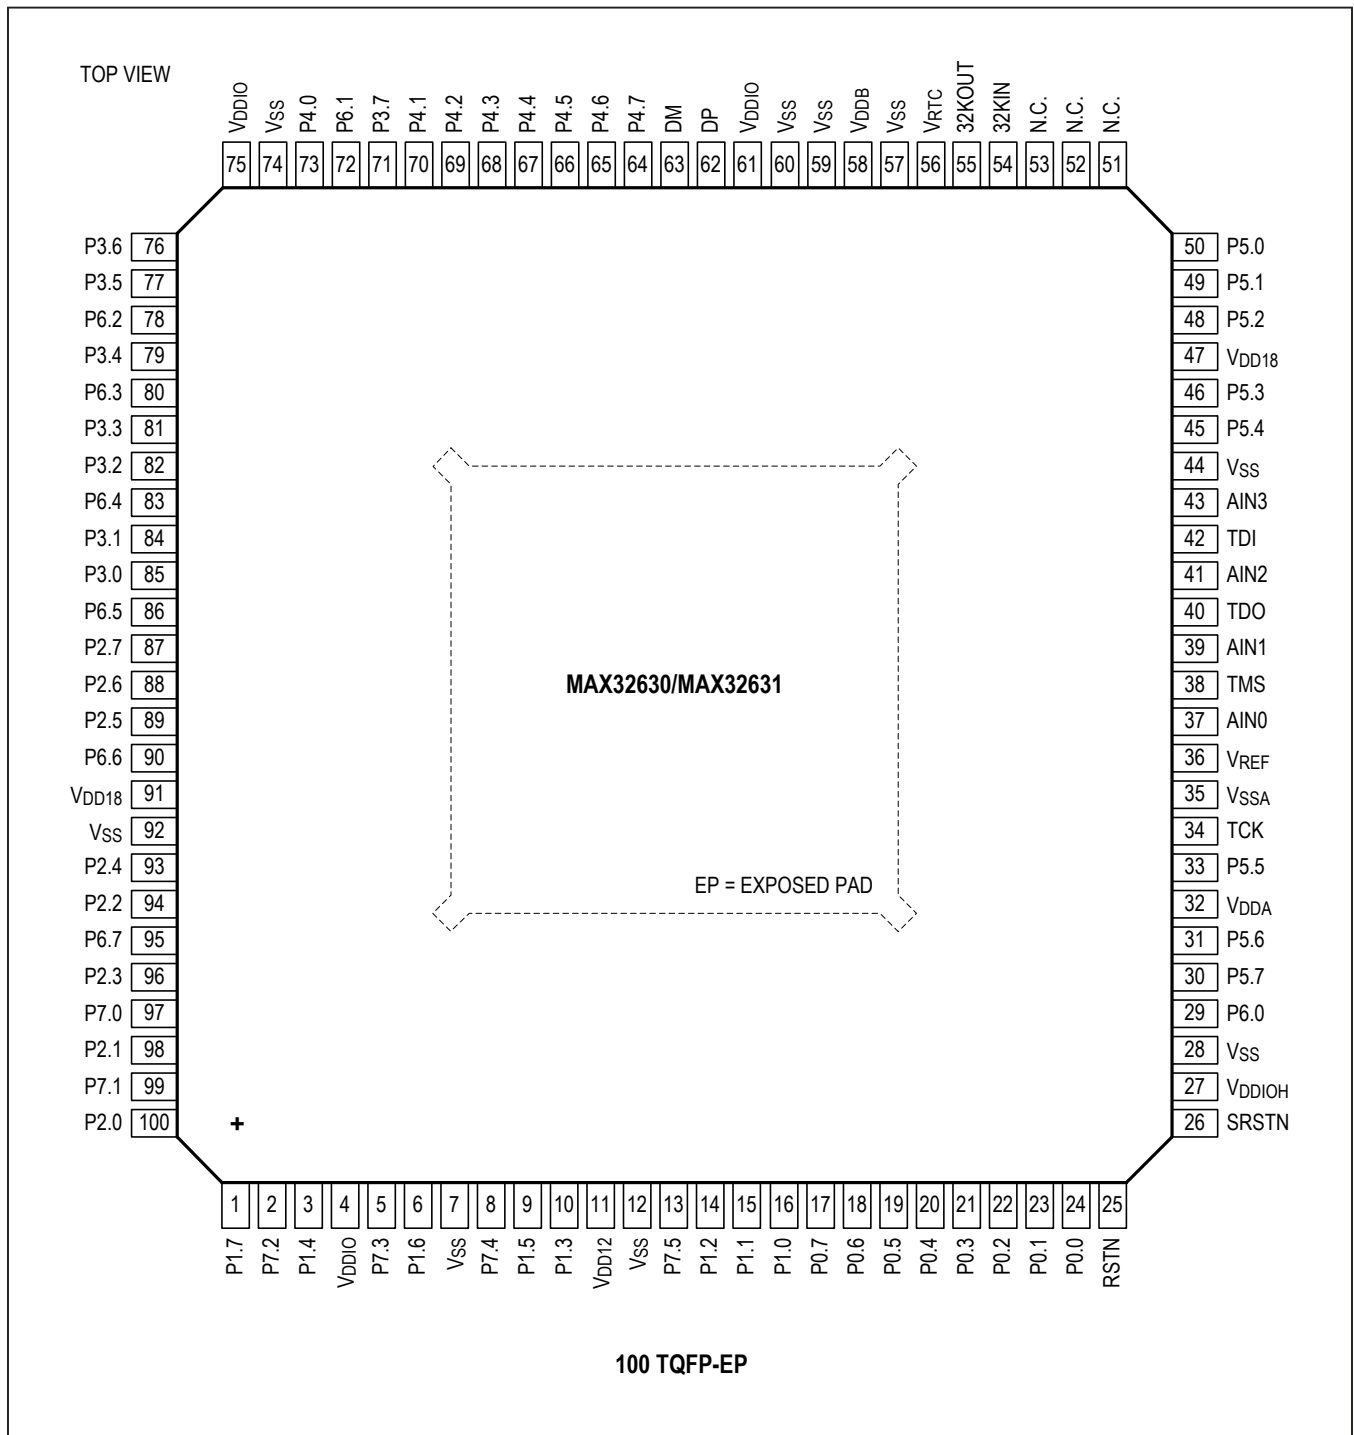 TOP VIEW
VDDIO VSS P4.0 P6.1 P3.7 P4.1 P4.2 P4.3 P4.4 P4.5 P4.6 P4.7 DM DP VDDIO VSS VSS VDDB VSS VRTC 32KOUT 32KIN N.C. N.C. N.C.
75 74 73 72 71 70 69 68 67 66 65 64 63 62 61 60 59 58 57 56 55 54 53 52 51
P3.6 76 50 P5.0
P3.5 77 49 P5.1
P6.2 78 48 P5.2
P3.4 79 47 VDD18
P6.3 80 46 P5.3
P3.3 81 45 P5.4
P3.2 82 44 VSS
P6.4 83 43 AIN3
P3.1 84 42 TDI
P3.0 85 41 AIN2
P6.5 86 40 TDO
P2.7 87 39 AIN1
P2.6 88 MAX32630/MAX32631 38 TMS
P2.5 89 37 AIN0
P6.6 90 36 VREF
VDD18 91 35 VSSA
VSS 92 34 TCK
P2.4 93 EP = EXPOSED PAD 33 P5.5
P2.2 94 32 VDDA
P6.7 95 31 P5.6
P2.3 96 30 P5.7
P7.0 97 29 P6.0
P2.1 98 28 VSS
P7.1 99 27 VDDIOH
P2.0 100 + 26 SRSTN
1 2 3 4 5 6 7 8 9 10 11 12 13 14 15 16 17 18 19 20 21 22 23 24 25
P1.7 P7.2 P1.4 VDDIO P7.3 P1.6 VSS P7.4 P1.5 P1.3 VDD12 VSS P7.5 P1.2 P1.1 P1.0 P0.7 P0.6 P0.5 P0.4 P0.3 P0.2 P0.1 P0.0 RSTN
100 TQFP-EP